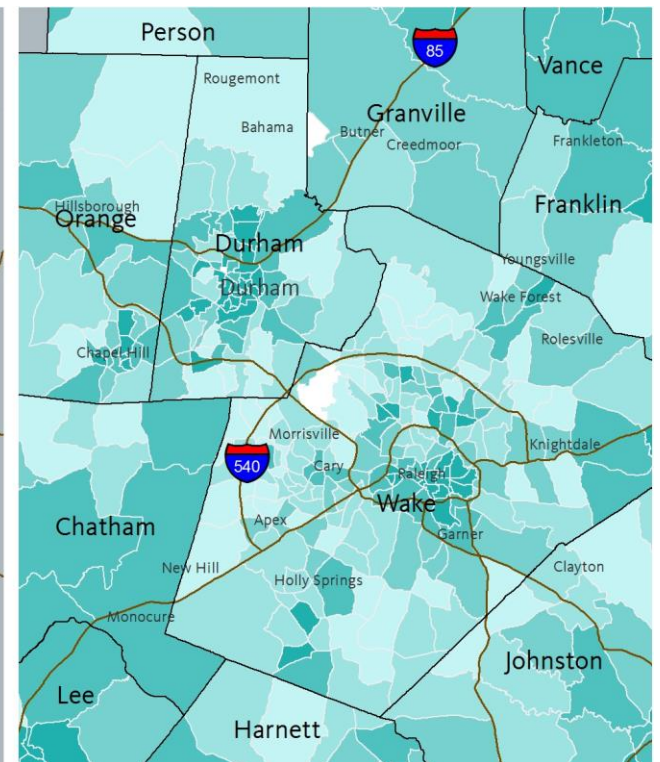 Person
85
Vance
Rougemont
Granville
Bahama
Butner
Creedmoor
Frankleton
Hillsborough
Orange
Franklin
Durham
Durham
Youngsville
Wake Forest
Rolesville
Chapel Hill
Morrisville
Knightdale
540
Cary
Raleigh
Wake
Apex
Chatham
Garner
New Hill
Holly Springs
Clayton
Monocure
Johnston
Lee
Harnett